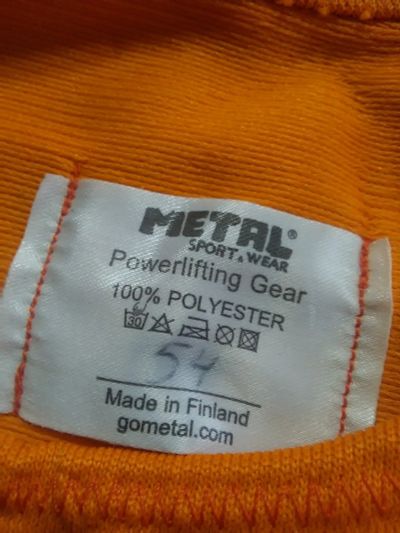 METAL®
SPORT & WEAR
Powerlifting Gear
100% POLYESTER
30
54
Made in Finland
gometal.com